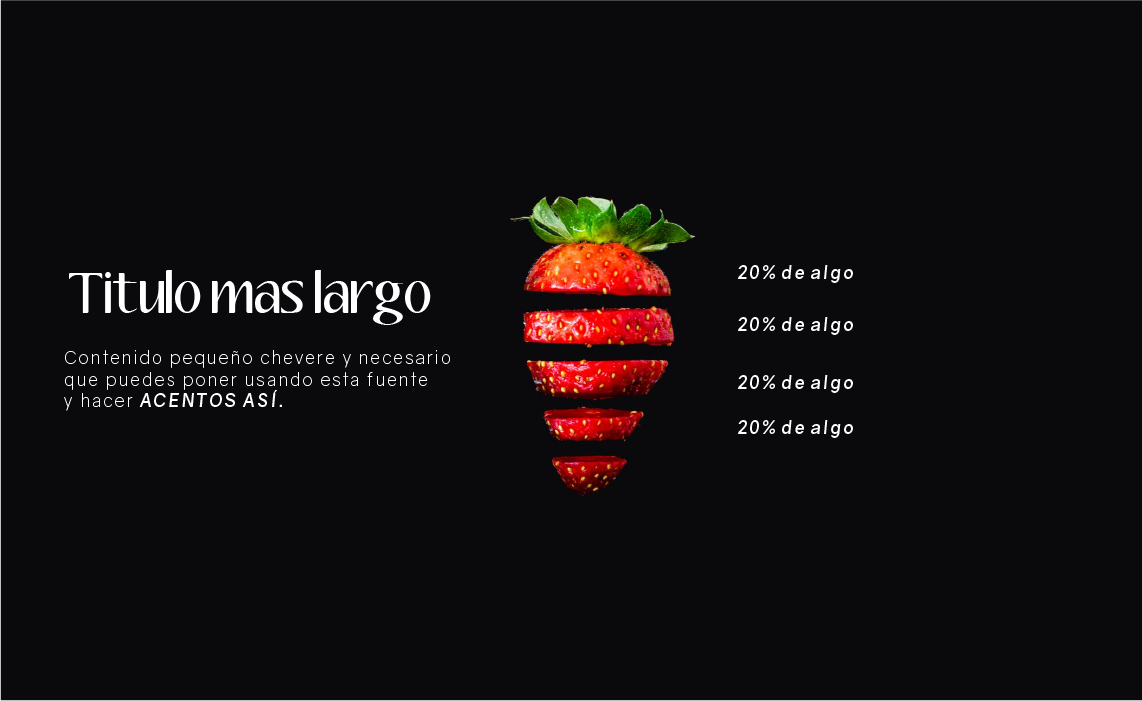 Titulo mas largo
Contenido pequeño chevere y necesario
que puedes poner usando esta fuente
y hacer ACENTOS ASÍ.
20% de algo
20% de algo
20% de algo
20% de algo